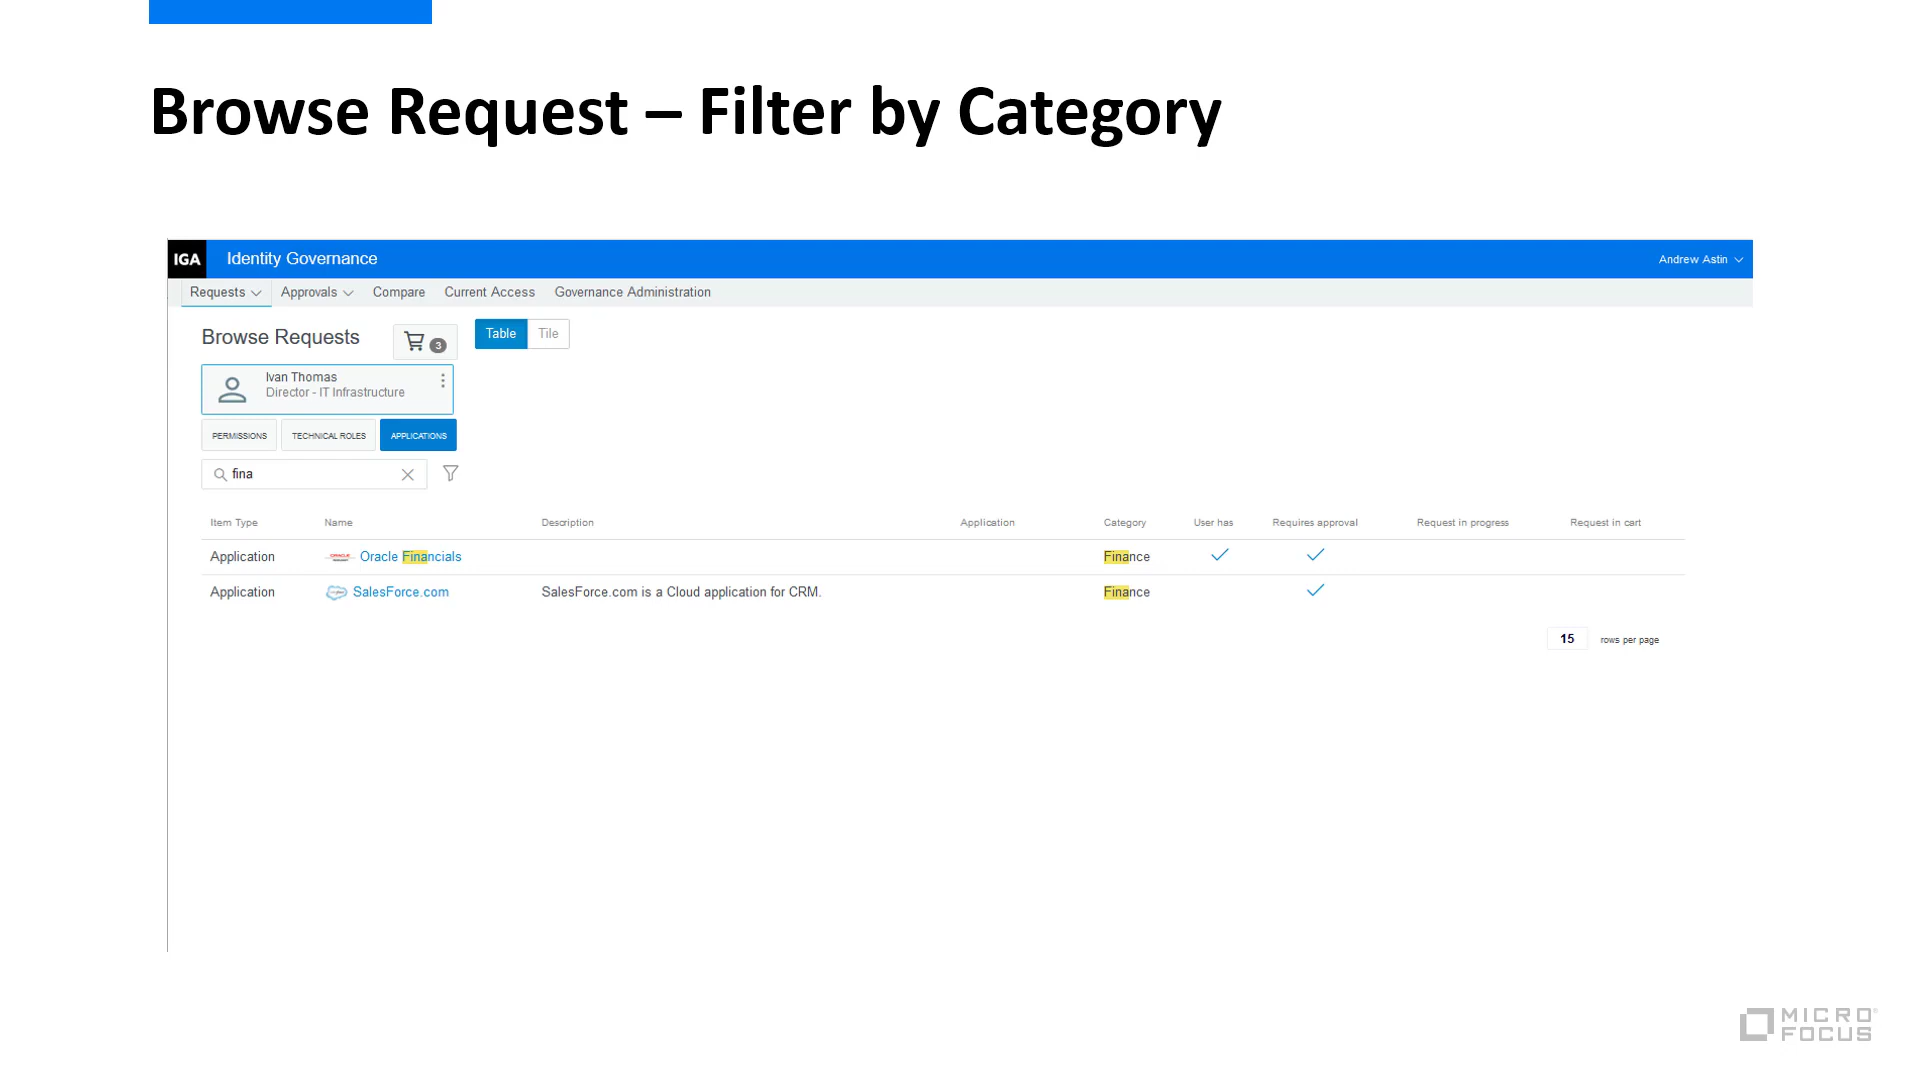 Browse Request – Filter by Category
IGA Identity Governance Andrew Astin
Requests Approvals Compare Current Access Governance Administration
Browse Requests 3 Table Tile
Ivan Thomas
Director - IT Infrastructure
PERMISSIONS TECHNICAL ROLES APPLICATIONS
fina
Item Type Name Description Application Category User has Requires approval Request in progress Request in cart
Application ORACLE Oracle Financials Finance
Application SalesForce.com SalesForce.com is a Cloud application for CRM. Finance
15 rows per page
MICRO
FOCUS